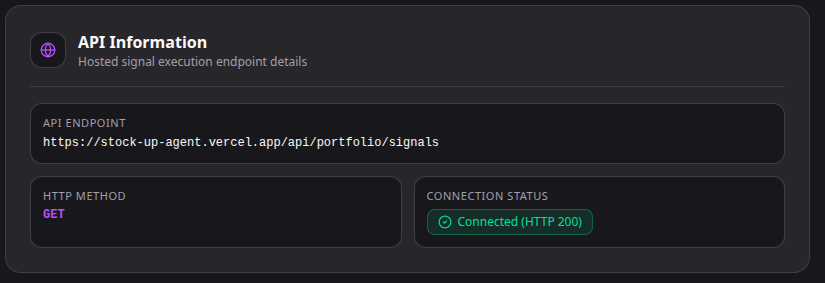 API Information
Hosted signal execution endpoint details
API ENDPOINT
https://stock-up-agent.vercel.app/api/portfolio/signals
HTTP METHOD
GET
CONNECTION STATUS
Connected (HTTP 200)